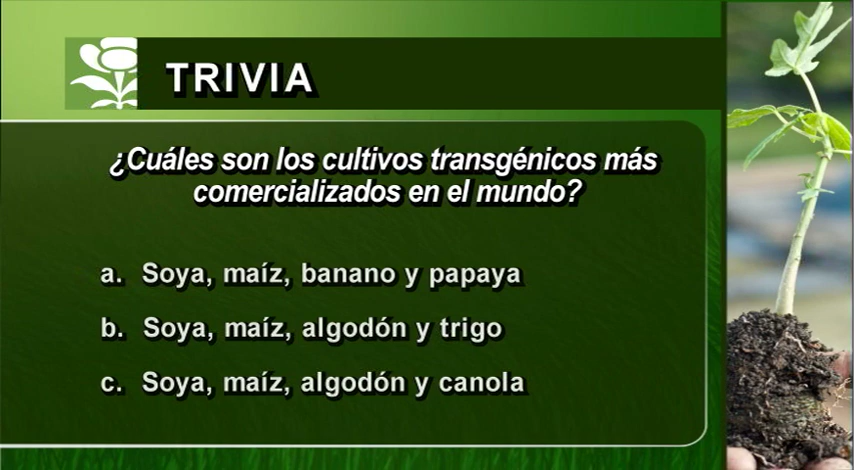 TRIVIA
¿Cuáles son los cultivos transgénicos más
comercializados en el mundo?
a. Soya, maíz, banano y papaya
b. Soya, maíz, algodón y trigo
c. Soya, maíz, algodón y canola